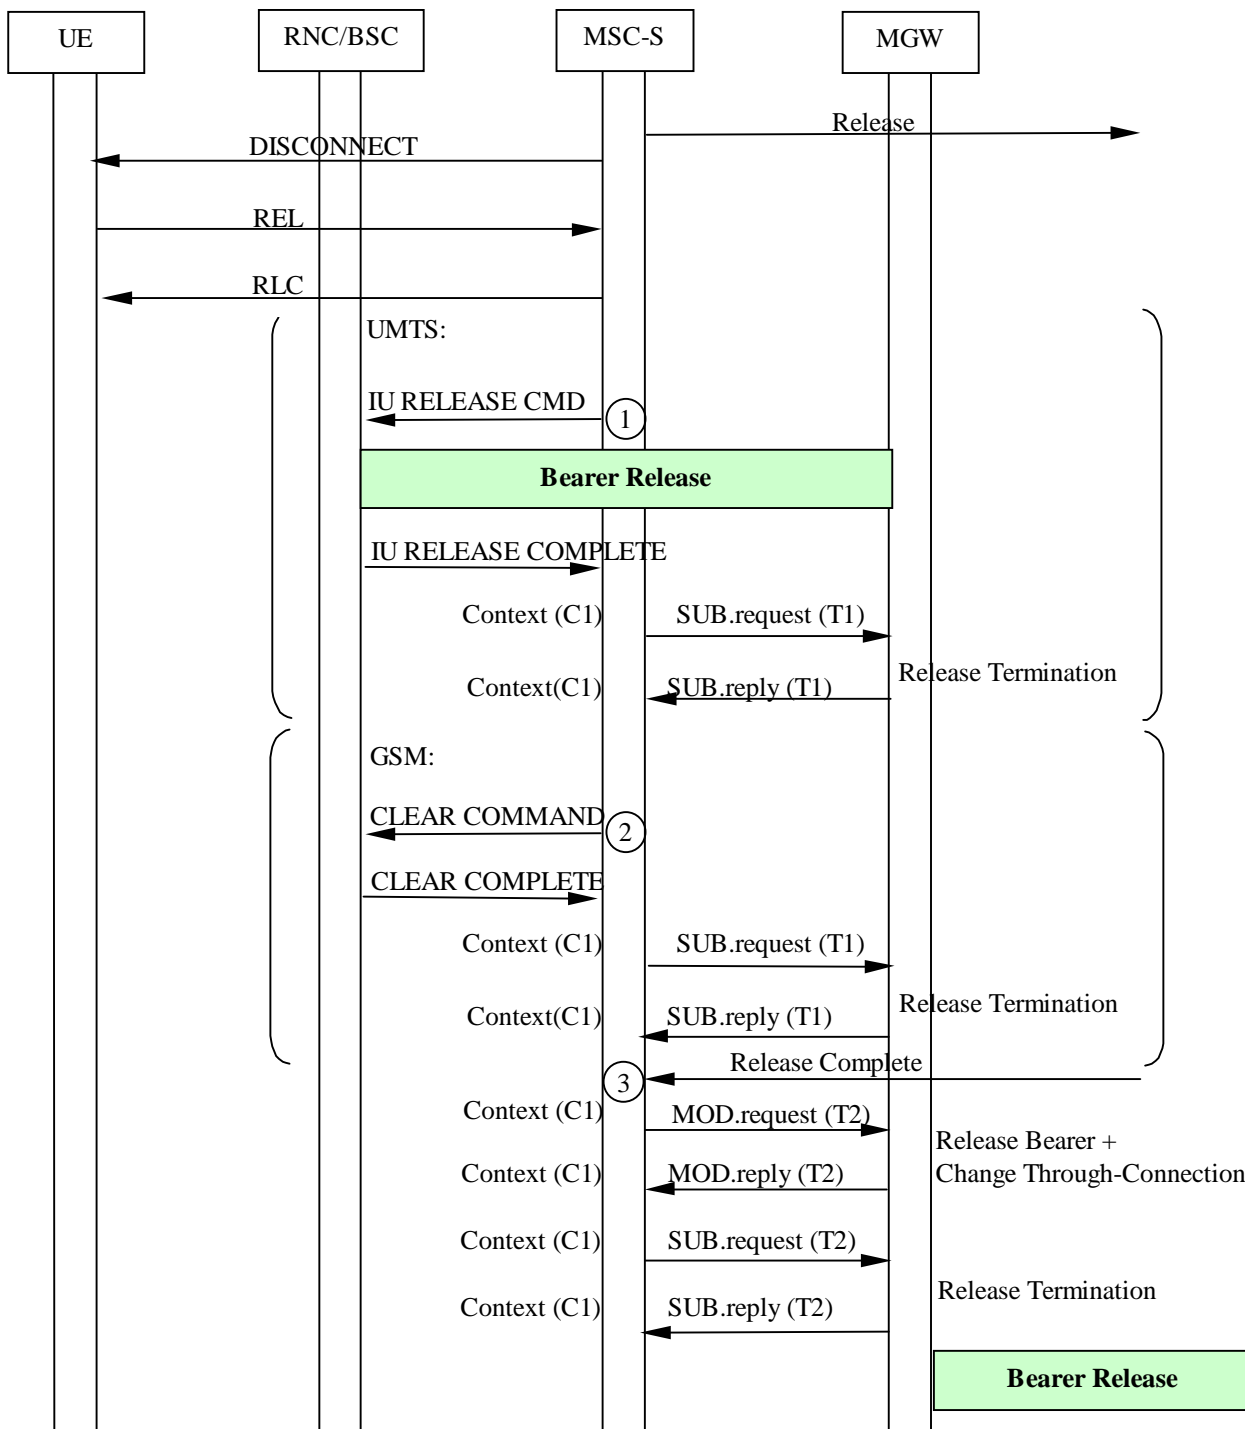 UE
RNC/BSC
MSC-S
MGW
Release
DISCONNECT
REL
RLC
UMTS:
IU RELEASE CMD
1
Bearer Release
IU RELEASE COMPLETE
Context (C1)
SUB.request (T1)
Release Termination
Context(C1)
SUB.reply (T1)
GSM:
CLEAR COMMAND
2
CLEAR COMPLETE
Context (C1)
SUB.request (T1)
Release Termination
Context(C1)
SUB.reply (T1)
Release Complete
3
Context (C1)
MOD.request (T2)
Release Bearer +
Change Through-Connection
Context (C1)
MOD.reply (T2)
Context (C1)
SUB.request (T2)
Release Termination
Context (C1)
SUB.reply (T2)
Bearer Release